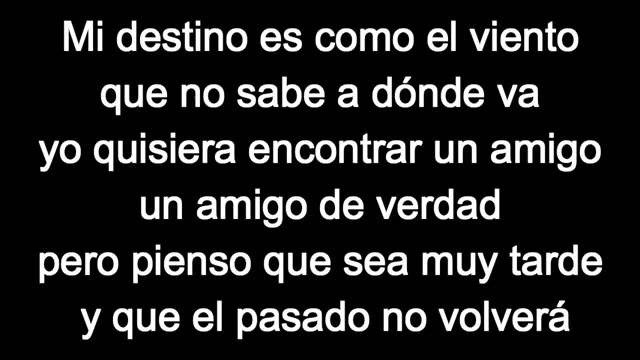 Mi destino es como el viento
que no sabe a dónde va
yo quisiera encontrar un amigo
un amigo de verdad
pero pienso que sea muy tarde
y que el pasado no volverá